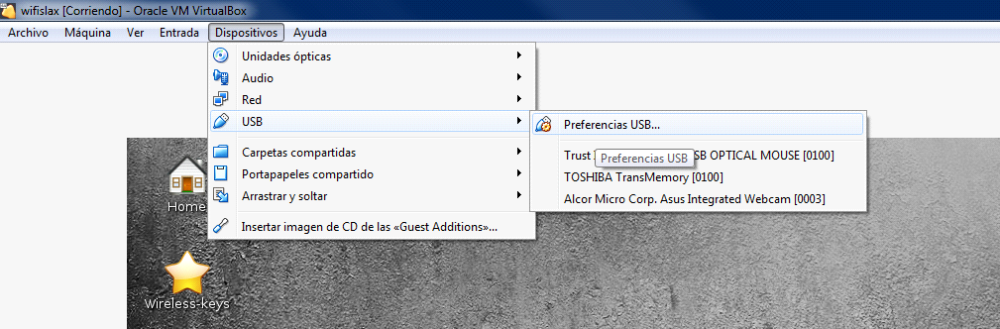 wifislax [Corriendo] - Oracle VM VirtualBox
Archivo Máquina Ver Entrada Dispositivos Ayuda
Unidades ópticas
Audio
Red
USB
Preferencias USB...
Trust SB OPTICAL MOUSE [0100]
Preferencias USB
TOSHIBA TransMemory [0100]
Alcor Micro Corp. Asus Integrated Webcam [0003]
Carpetas compartidas
Portapapeles compartido
Arrastrar y soltar
Insertar imagen de CD de las «Guest Additions»...
Home
Wireless-keys